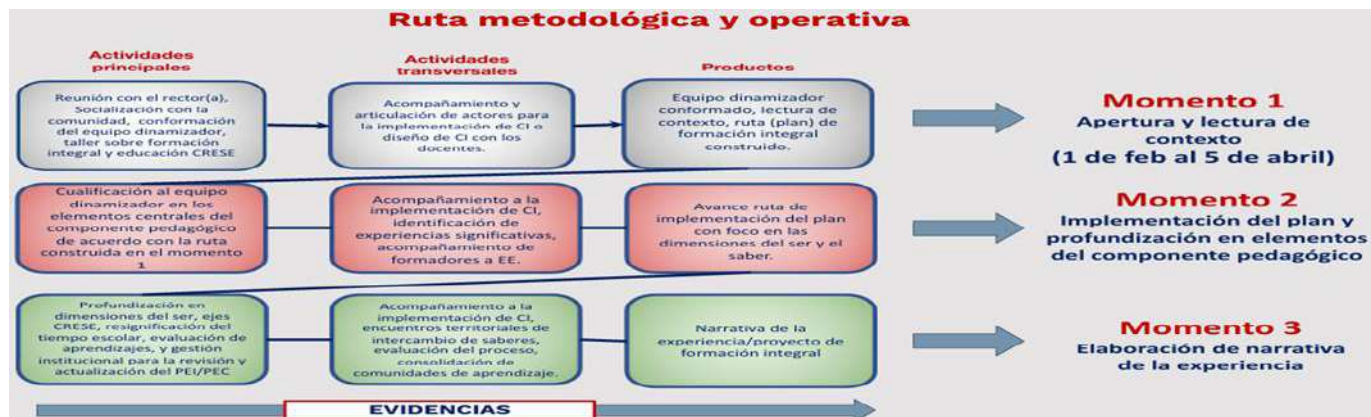 Ruta metodológica y operativa
Actividades
principales
Actividades
transversales
Productos
Reunión con el rector(a),
Socialización con la
comunidad, conformación
del equipo dinamizador,
taller sobre formación
integral y educación CRESE
Acompañamiento y
articulación de actores para
la implementación de CI o
diseño de CI con los
docentes.
Equipo dinamizador
conformado, lectura de
contexto, ruta (plan) de
formación integral
construido.
Momento 1
Apertura y lectura de
contexto
(1 de feb al 5 de abril)
Cualificación al equipo
dinamizador en los
elementos centrales del
componente pedagógico
de acuerdo con la ruta
construida en el momento
1
Acompañamiento a la
implementación de CI,
identificación de
experiencias significativas,
acompañamiento de
formadores a EE.
Avance ruta de
implementación del plan
con foco en las
dimensiones del ser y el
saber.
Momento 2
Implementación del plan y
profundización en elementos
del componente pedagógico
Profundización en
dimensiones del ser, ejes
CRESE, resignificación del
tiempo escolar, evaluación de
aprendizajes, y gestión
institucional para la revisión y
actualización del PEI/PEC
Acompañamiento a la
implementación de CI,
encuentros territoriales de
intercambio de saberes,
evaluación del proceso,
consolidación de
comunidades de aprendizaje.
Narrativa de la
experiencia/proyecto de
formación integral
Momento 3
Elaboración de narrativa
de la experiencia
EVIDENCIAS